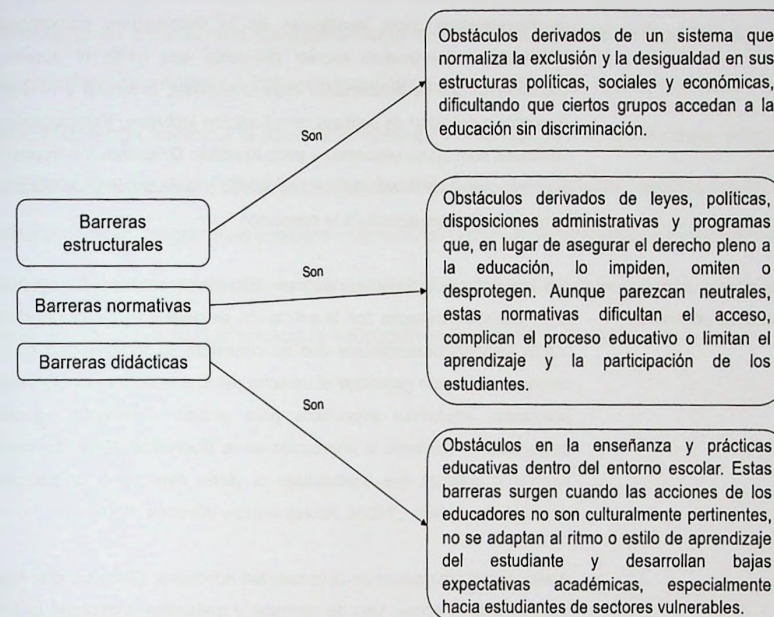 Obstáculos derivados de un sistema que
normaliza la exclusión y la desigualdad en sus
estructuras políticas, sociales y económicas,
dificultando que ciertos grupos accedan a la
educación sin discriminación.
Son
Barreras
estructurales
Obstáculos derivados de leyes, políticas,
disposiciones administrativas y programas
que, en lugar de asegurar el derecho pleno a
la educación, lo impiden, omiten o
desprotegen. Aunque parezcan neutrales,
estas normativas dificultan el acceso,
complican el proceso educativo o limitan el
aprendizaje y la participación de los
estudiantes.
Son
Barreras normativas
Barreras didácticas
Son
Obstáculos en la enseñanza y prácticas
educativas dentro del entorno escolar. Estas
barreras surgen cuando las acciones de los
educadores no son culturalmente pertinentes,
no se adaptan al ritmo o estilo de aprendizaje
del estudiante y desarrollan bajas
expectativas académicas, especialmente
hacia estudiantes de sectores vulnerables.